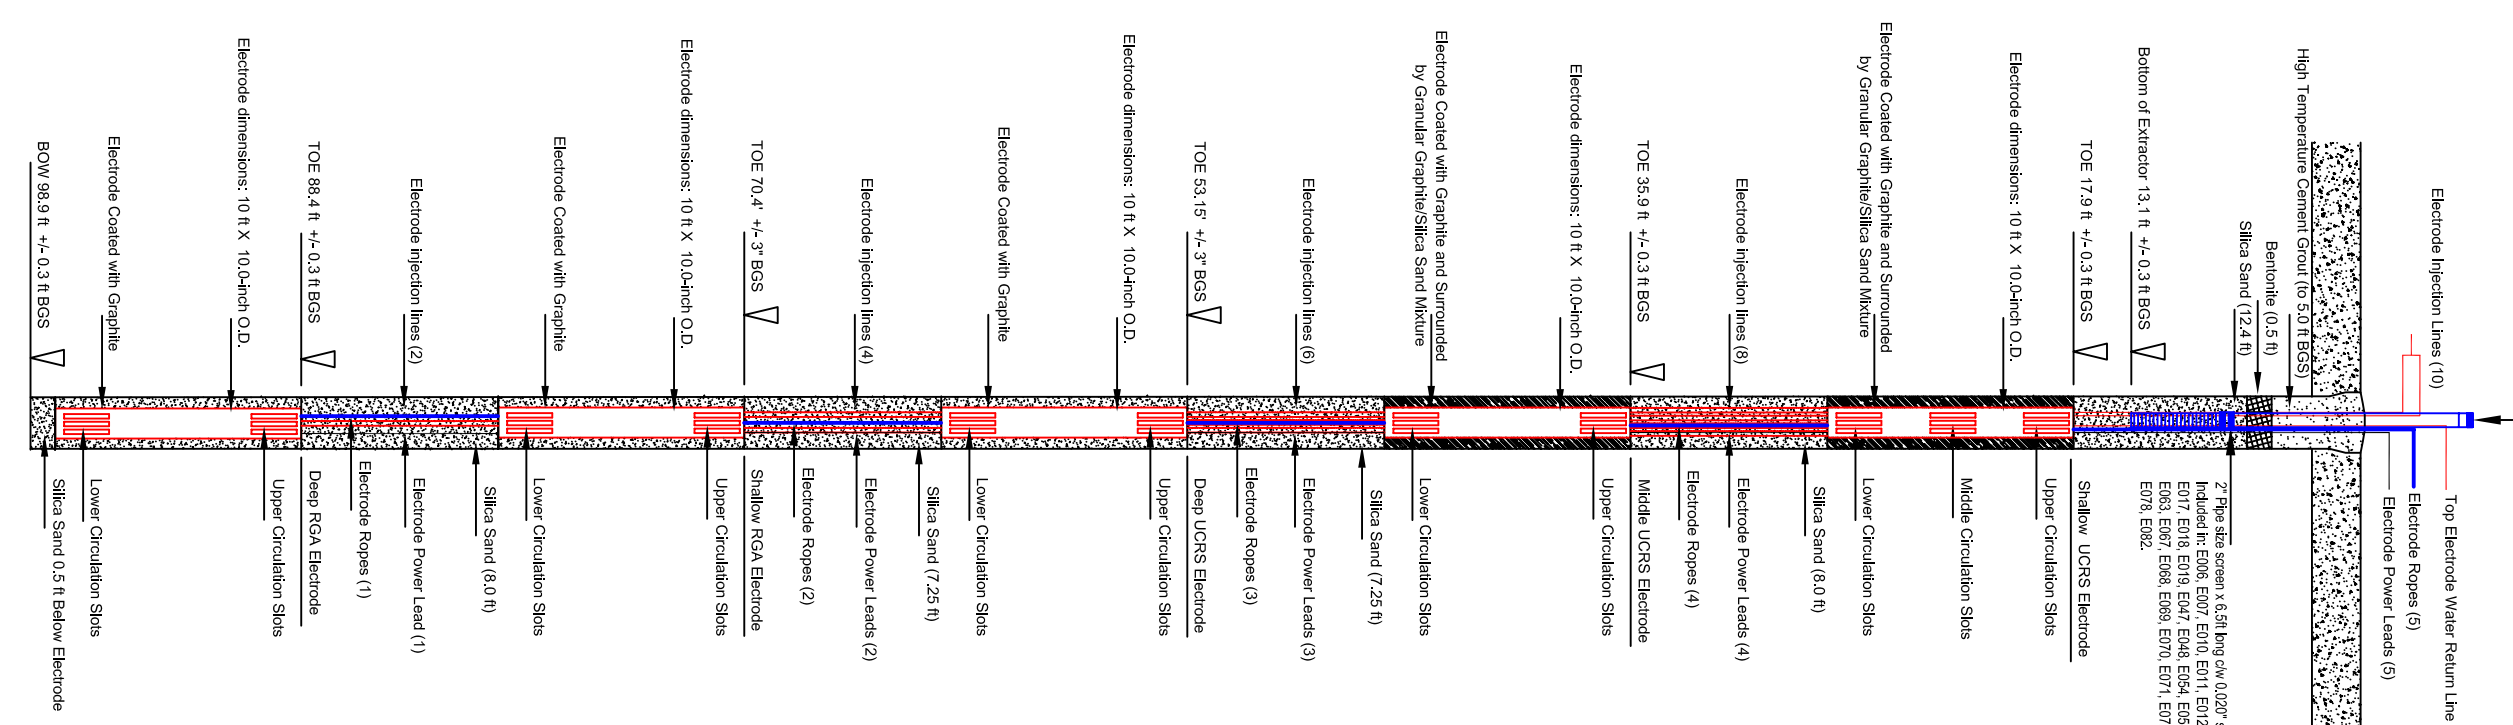 Electrode Injection Lines (10)
Bentonite (0.5 ft)
Silica Sand (12.4 ft)
High Temperature Cement Grout (to 5.0 ft BGS)
Bottom of Extractor 13.1 ft +/- 0.3 ft BGS
TOE 17.9 ft +/- 0.3 ft BGS
Electrode dimensions: 10 ft X 10.0-inch O.D.
Electrode Coated with Graphite and Surrounded
by Granular Graphite/Silica Sand Mixture
Electrode injection lines (8)
TOE 35.9 ft +/- 0.3 ft BGS
Electrode dimensions: 10 ft X 10.0-inch O.D.
Electrode Coated with Graphite and Surrounded
by Granular Graphite/Silica Sand Mixture
Electrode injection lines (6)
TOE 53.15' +/- 3" BGS
Electrode dimensions: 10 ft X 10.0-inch O.D.
Electrode Coated with Graphite
Electrode injection lines (4)
TOE 70.4' +/- 3" BGS
Electrode dimensions: 10 ft X 10.0-inch O.D.
Electrode Coated with Graphite
Electrode injection lines (2)
TOE 88.4 ft +/- 0.3 ft BGS
Electrode dimensions: 10 ft X 10.0-inch O.D.
Electrode Coated with Graphite
BOW 98.9 ft +/- 0.3 ft BGS
Top Electrode Water Return Line
Electrode Ropes (5)
Electrode Power Leads (5)
2" Pipe size screen x 6.5ft long c/w 0.020"
Included in: E006, E007, E010, E011, E012
E017, E018, E019, E047, E048, E054, E05
E063, E067, E068, E069, E070, E071, E07
E078, E082.
Shallow UCRS Electrode
Upper Circulation Slots
Middle Circulation Slots
Lower Circulation Slots
Silica Sand (8.0 ft)
Electrode Power Leads (4)
Electrode Ropes (4)
Middle UCRS Electrode
Upper Circulation Slots
Lower Circulation Slots
Silica Sand (7.25 ft)
Electrode Power Leads (3)
Electrode Ropes (3)
Deep UCRS Electrode
Upper Circulation Slots
Lower Circulation Slots
Silica Sand (7.25 ft)
Electrode Power Leads (2)
Electrode Ropes (2)
Shallow RGA Electrode
Upper Circulation Slots
Lower Circulation Slots
Silica Sand (8.0 ft)
Electrode Power Lead (1)
Electrode Ropes (1)
Deep RGA Electrode
Upper Circulation Slots
Lower Circulation Slots
Silica Sand 0.5 ft Below Electrode